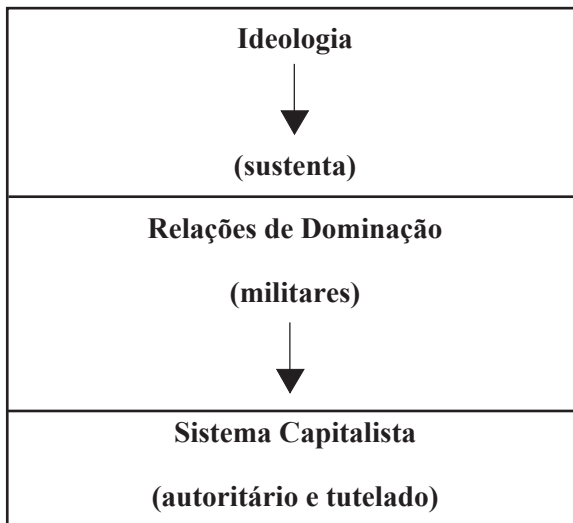 Ideologia
(sustenta)
Relações de Dominação
(militares)
Sistema Capitalista
(autoritário e tutelado)